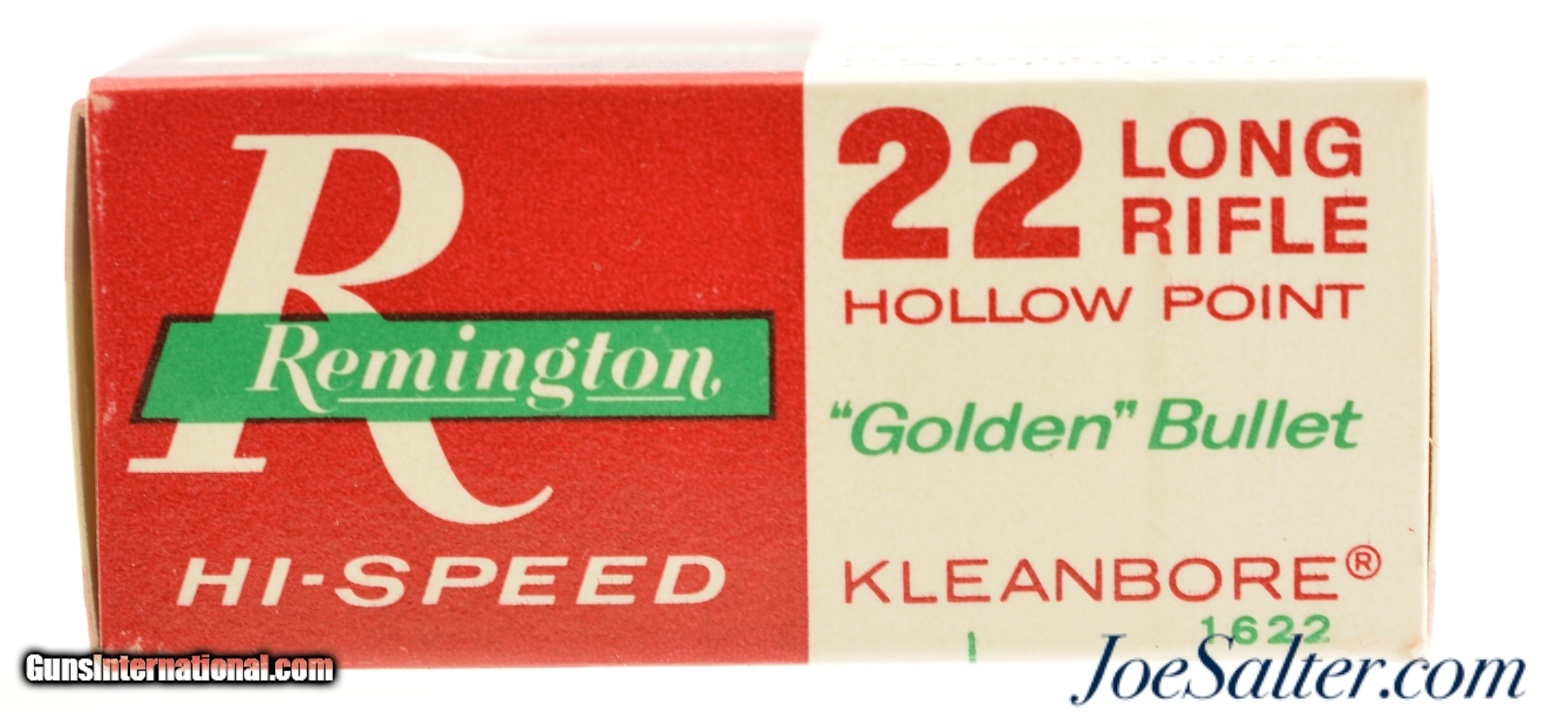 R
Remington
HI-SPEED
22 LONG RIFLE
HOLLOW POINT
"Golden" Bullet
KLEANBORE®
1622
GunsInternational.com
JoeSalter.com